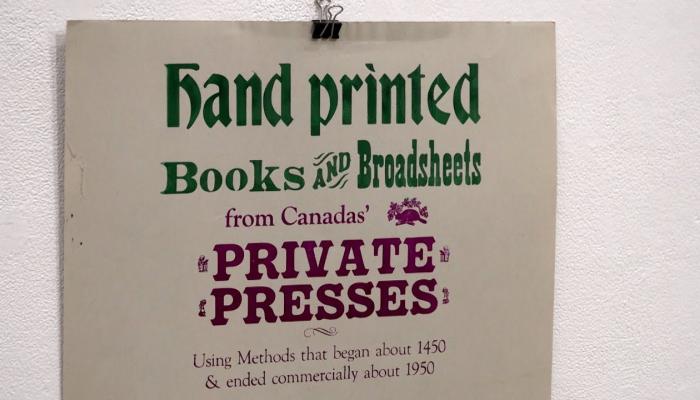 Hand printed
Books AND Broadsheets
from Canadas'
PRIVATE
PRESSES
Using Methods that began about 1450
& ended commercially about 1950